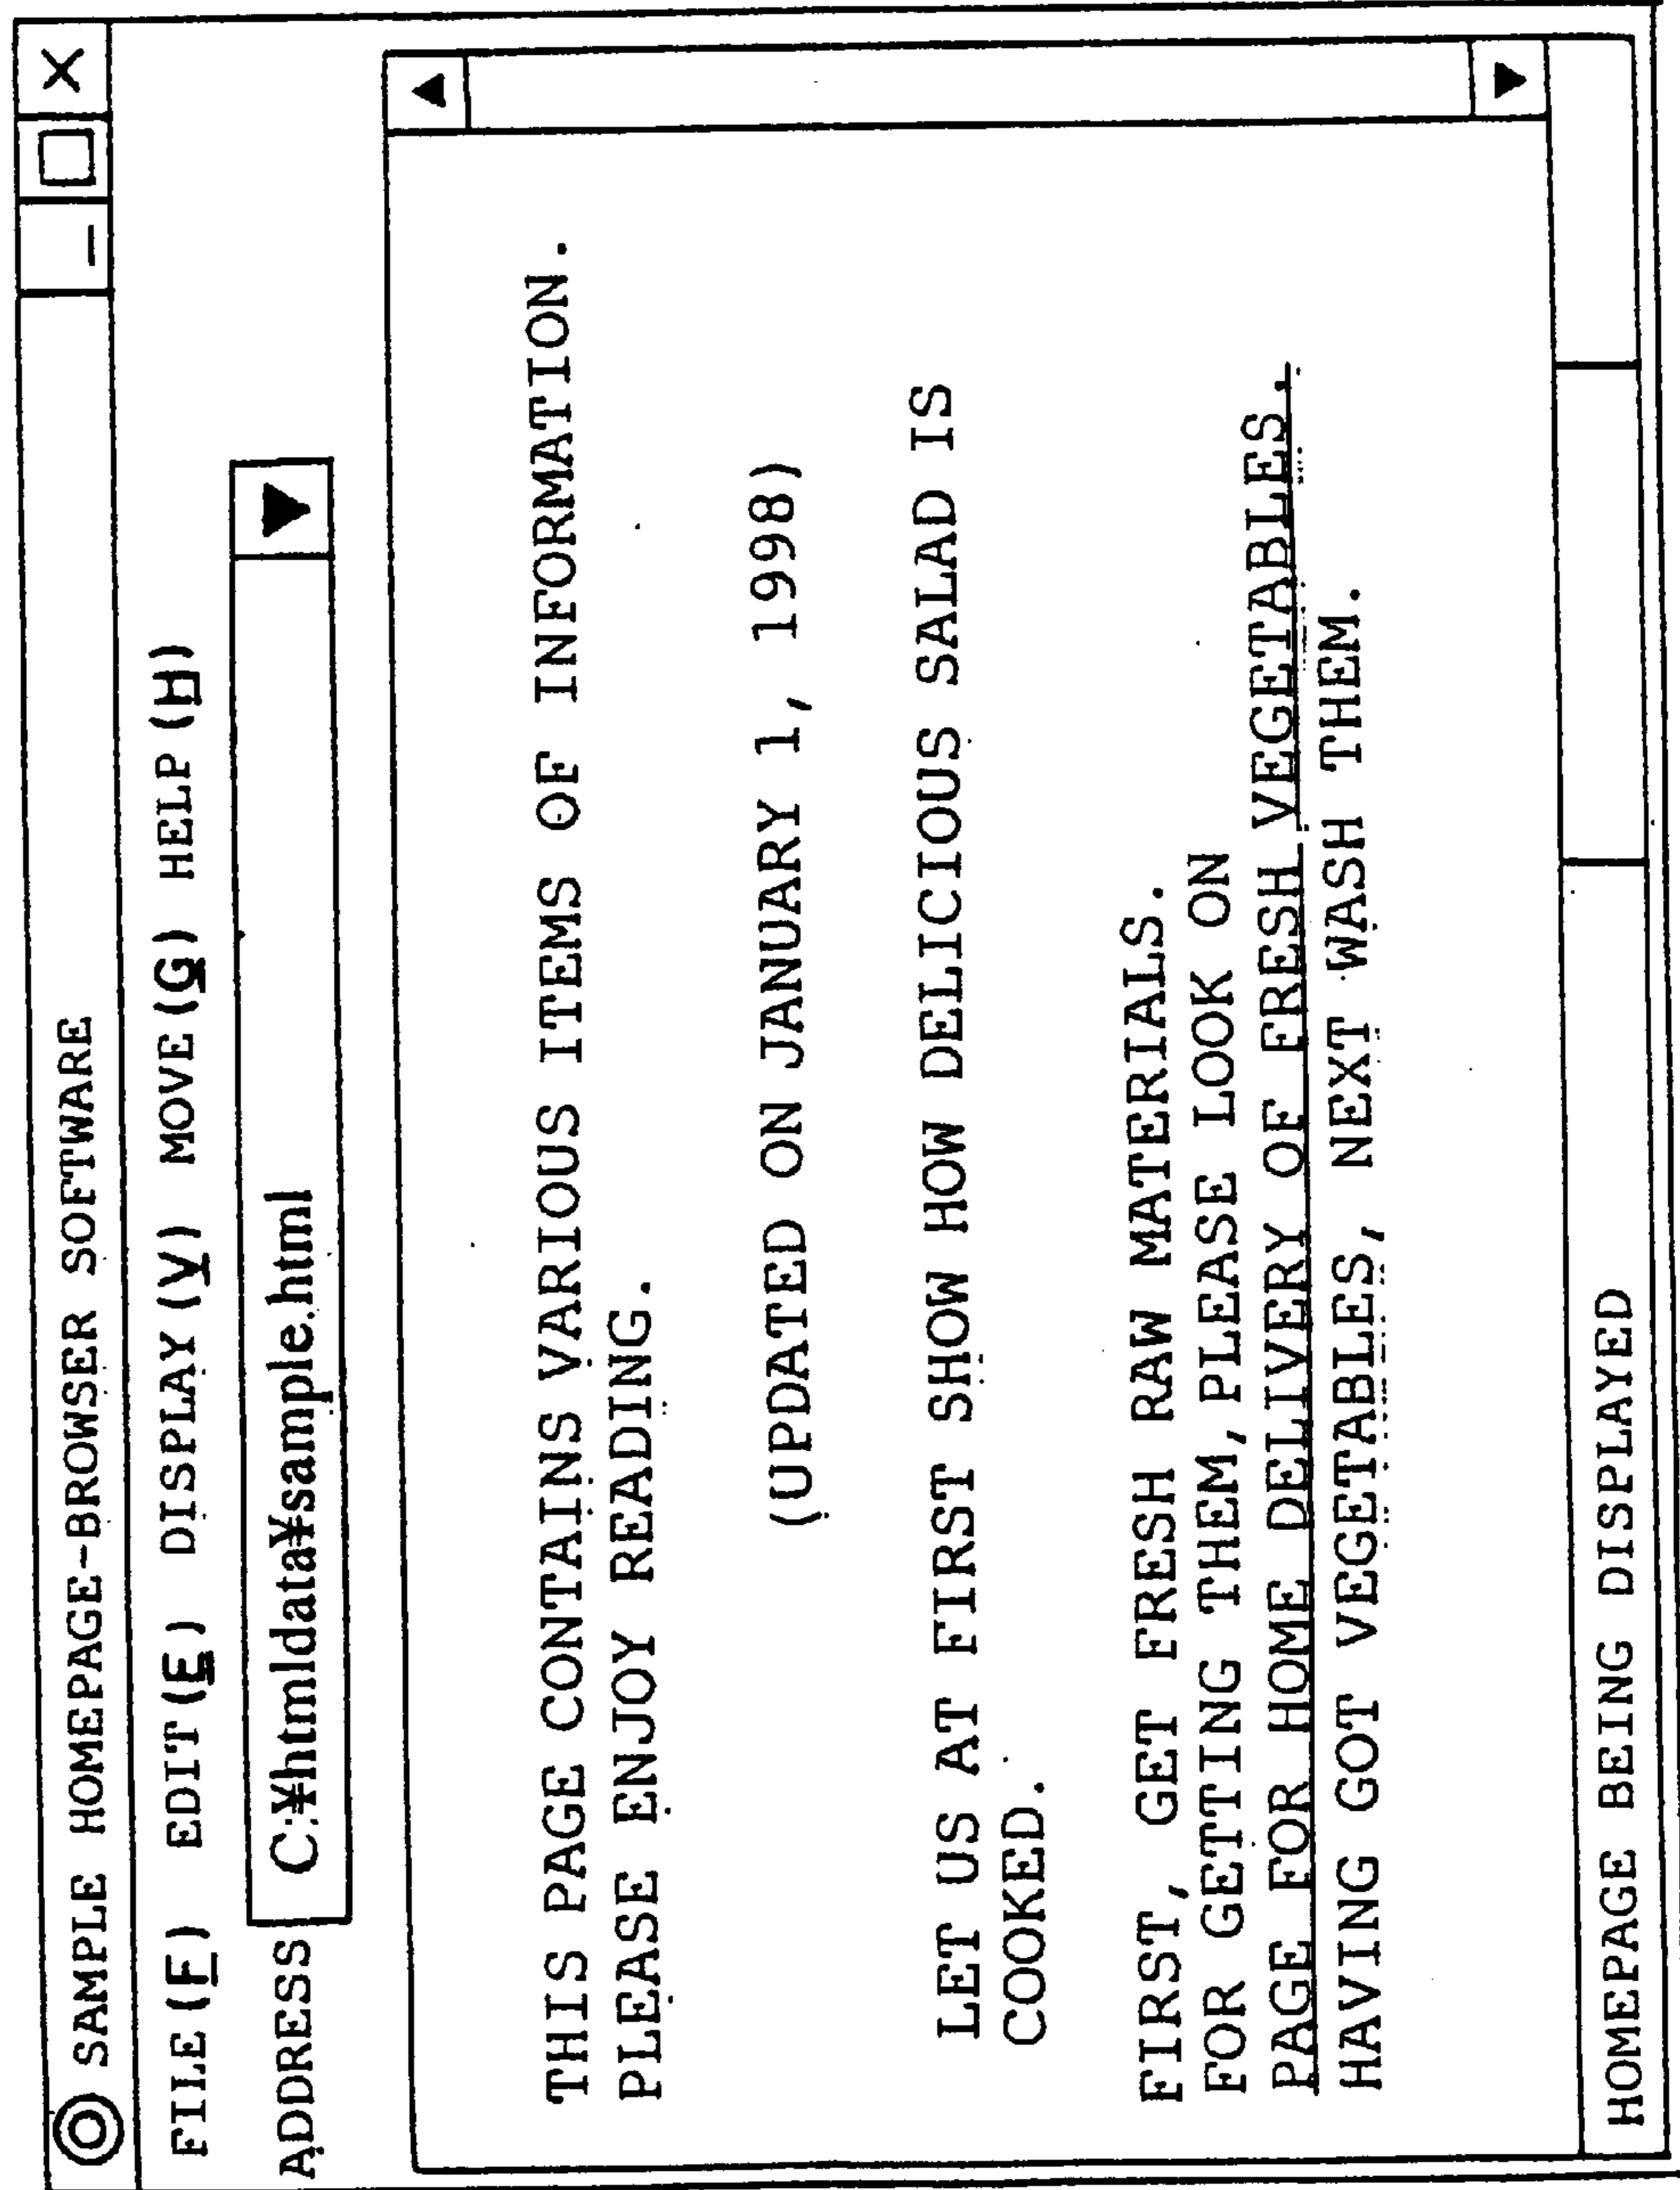 SAMPLE HOMEPAGE-BROWSER SOFTWARE
FILE(F) EDIT(E) DISPLAY(V) MOVE(G) HELP(H)
ADDRESS C:¥htmldata¥sample.html
THIS PAGE CONTAINS VARIOUS ITEMS OF INFORMATION.
PLEASE ENJOY READING.
(UPDATED ON JANUARY 1, 1998)
LET US AT FIRST SHOW HOW DELICIOUS SALAD IS
COOKED.
FIRST, GET FRESH RAW MATERIALS.
FOR GETTING THEM,PLEASE LOOK ON
PAGE FOR HOME DELIVERY OF FRESH VEGETABLES.
HAVING GOT VEGETABLES, NEXT WASH THEM.
HOMEPAGE BEING DISPLAYED